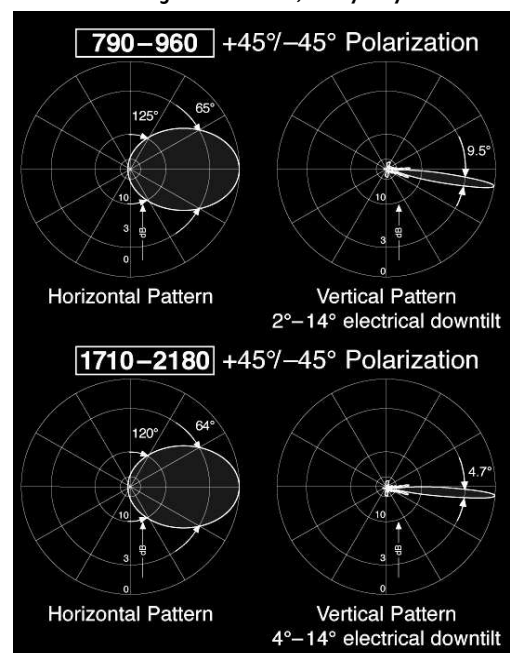 790–960 +45°/–45° Polarization
125° 65°
10
3
0
dB
Horizontal Pattern
9.5°
10
3
0
dB
Vertical Pattern
2°–14° electrical downtilt
1710–2180 +45°/–45° Polarization
120° 64°
10
3
0
dB
Horizontal Pattern
4.7°
10
3
0
dB
Vertical Pattern
4°–14° electrical downtilt